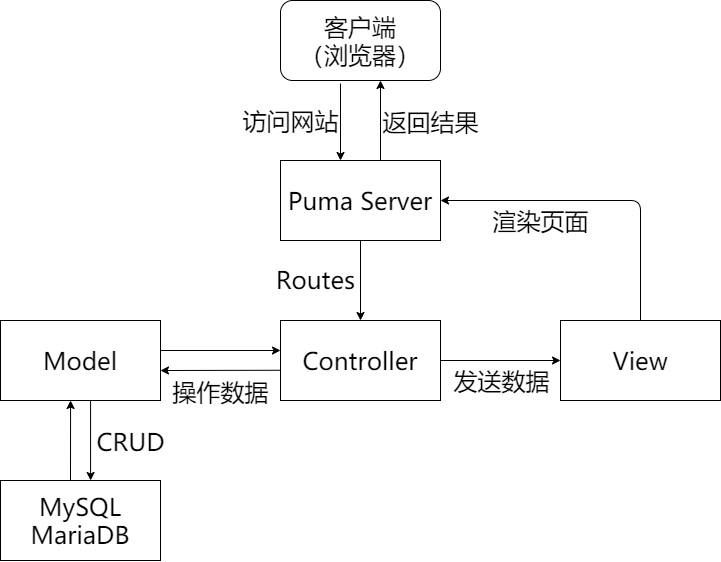 客户端
（浏览器）
访问网站
返回结果
Puma Server
渲染页面
Routes
Model
Controller
View
操作数据
发送数据
CRUD
MySQL
MariaDB